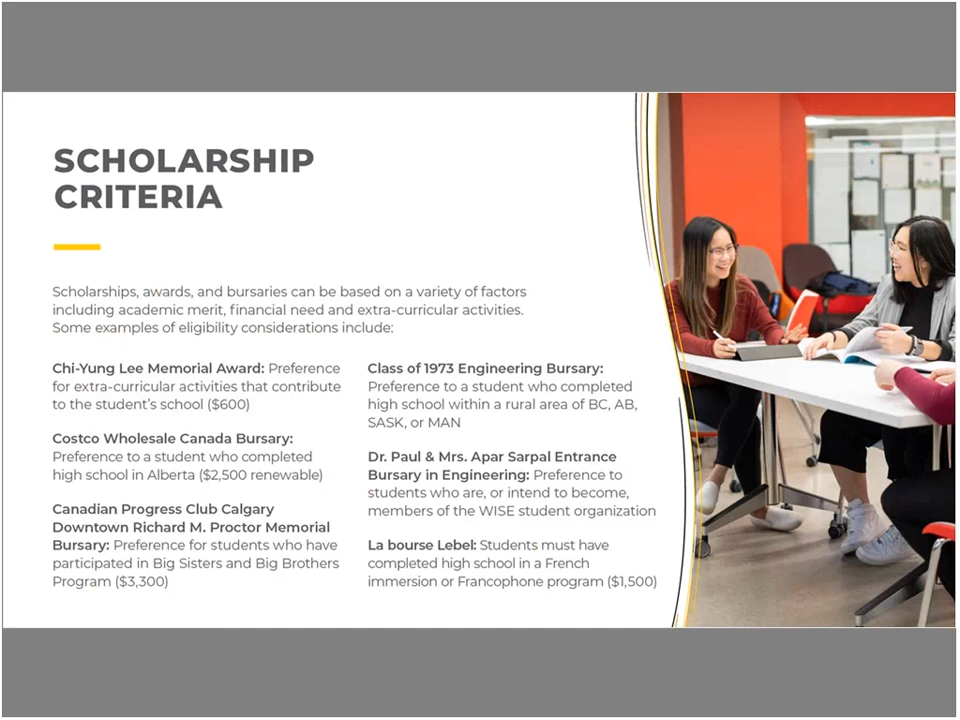 SCHOLARSHIP
CRITERIA
Scholarships, awards, and bursaries can be based on a variety of factors
including academic merit, financial need and extra-curricular activities.
Some examples of eligibility considerations include:
Chi-Yung Lee Memorial Award: Preference
for extra-curricular activities that contribute
to the student's school ($600)
Costco Wholesale Canada Bursary:
Preference to a student who completed
high school in Alberta ($2,500 renewable)
Canadian Progress Club Calgary
Downtown Richard M. Proctor Memorial
Bursary: Preference for students who have
participated in Big Sisters and Big Brothers
Program ($3,300)
Class of 1973 Engineering Bursary:
Preference to a student who completed
high school within a rural area of BC, AB,
SASK, or MAN
Dr. Paul & Mrs. Apar Sarpal Entrance
Bursary in Engineering: Preference to
students who are, or intend to become,
members of the WISE student organization
La bourse Lebel: Students must have
completed high school in a French
immersion or Francophone program ($1,500)